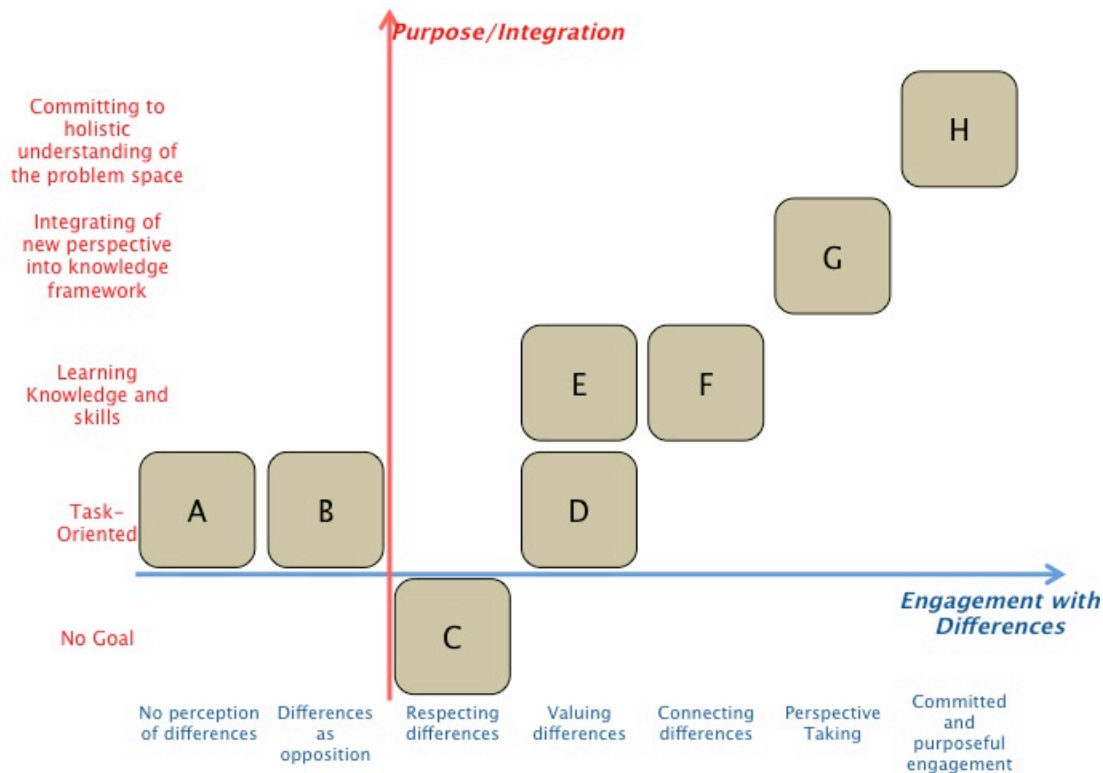 Purpose/Integration
Committing to
holistic
understanding of
the problem space
H
Integrating of
new perspective
into knowledge
framework
G
Learning
Knowledge and
skills
E
F
Task-
Oriented
A
B
D
Engagement with
Differences
No Goal
C
No perception
of differences
Differences
as
opposition
Respecting
differences
Valuing
differences
Connecting
differences
Perspective
Taking
Committed
and
purposeful
engagement